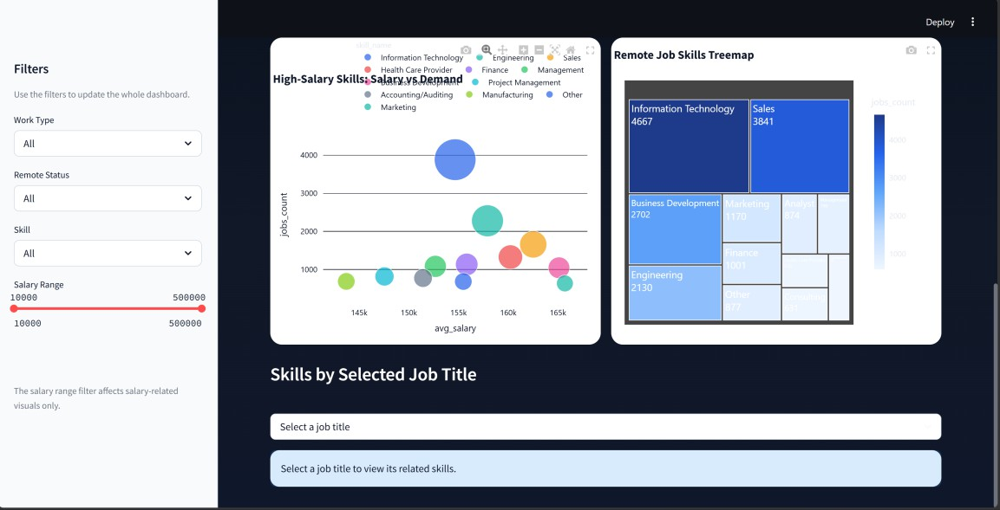 Deploy
Filters
Use the filters to update the whole dashboard.
Work Type
All
Remote Status
All
Skill
All
Salary Range
10000 500000
10000 500000
The salary range filter affects salary-related
visuals only.
skill_name
Information Technology Engineering Sales
Health Care Provider Finance Management
High-Salary Skills: Salary vs Demand
Business Development Project Management
Accounting/Auditing Manufacturing Other
Marketing
4000
3000
2000
1000
jobs_count
145k 150k 155k 160k 165k
avg_salary
Remote Job Skills Treemap
Information Technology
4667
Sales
3841
Business Development
2702
Engineering
2130
Marketing
1170
Finance
1001
Other
877
Analyst
874
jobs_count
4000
3000
2000
1000
Skills by Selected Job Title
Select a job title
Select a job title to view its related skills.